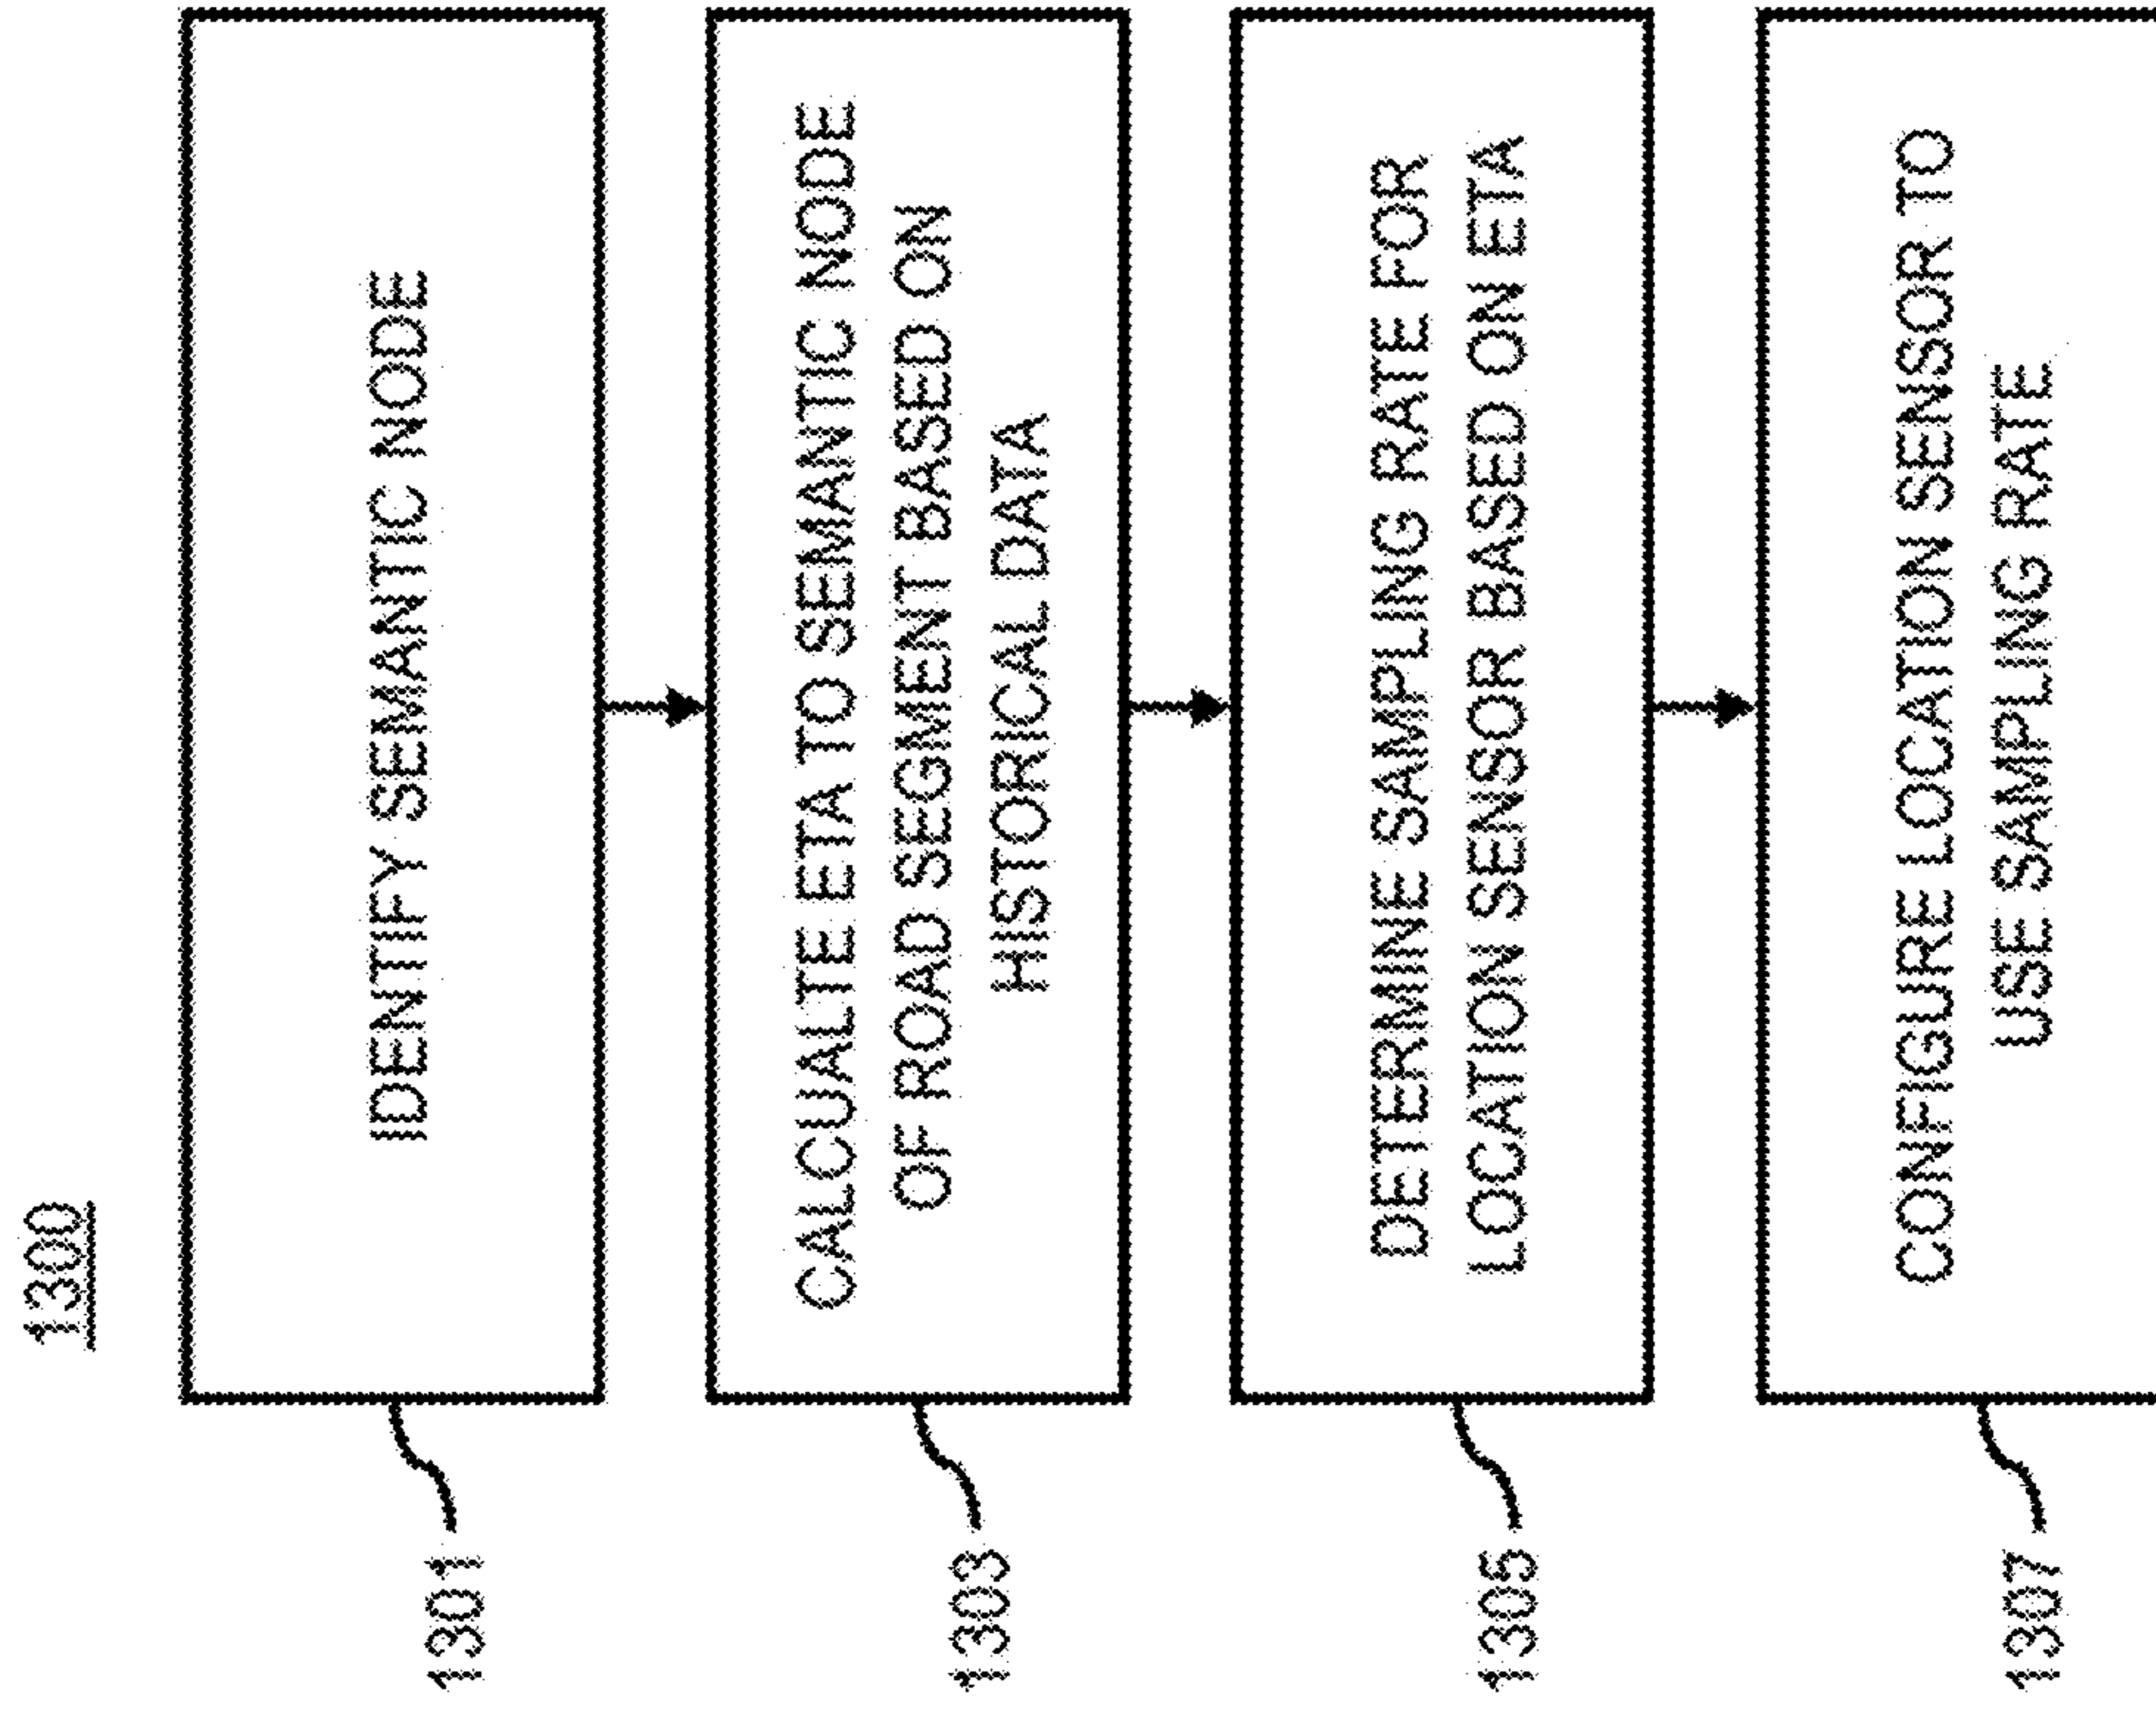 1300
1301
IDENTIFY SEMANTIC NODE
1303
CALCUALTE ETA TO SEMANTIC NODE
OF ROAD SEGMENT BASED ON
HISTORICAL DATA
1305
DETERMINE SAMPLING RATE FOR
LOCATION SENSOR BASED ON ETA
1307
CONFIGURE LOCATION SENSOR TO
USE SAMPLING RATE